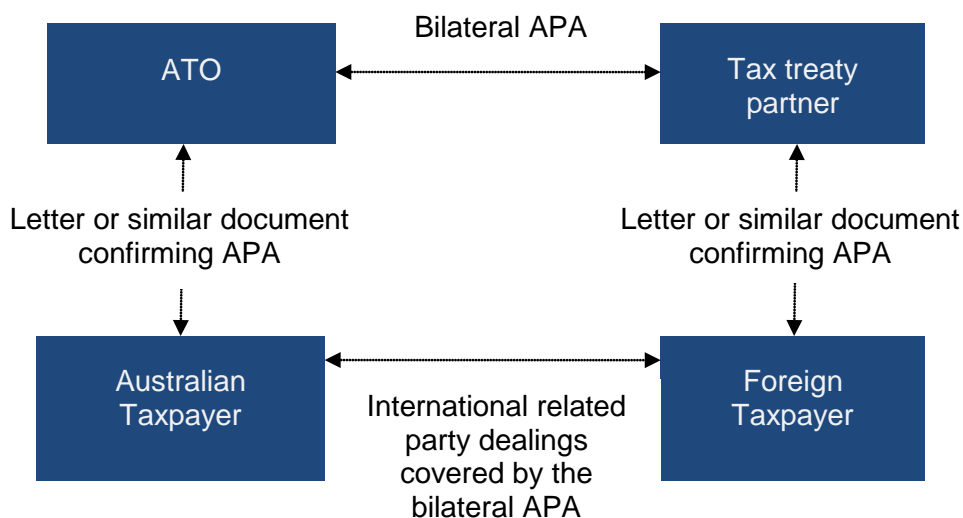 Bilateral APA
ATO
Tax treaty
partner
Letter or similar document
confirming APA
Letter or similar document
confirming APA
Australian
Taxpayer
International related
party dealings
covered by the
bilateral APA
Foreign
Taxpayer